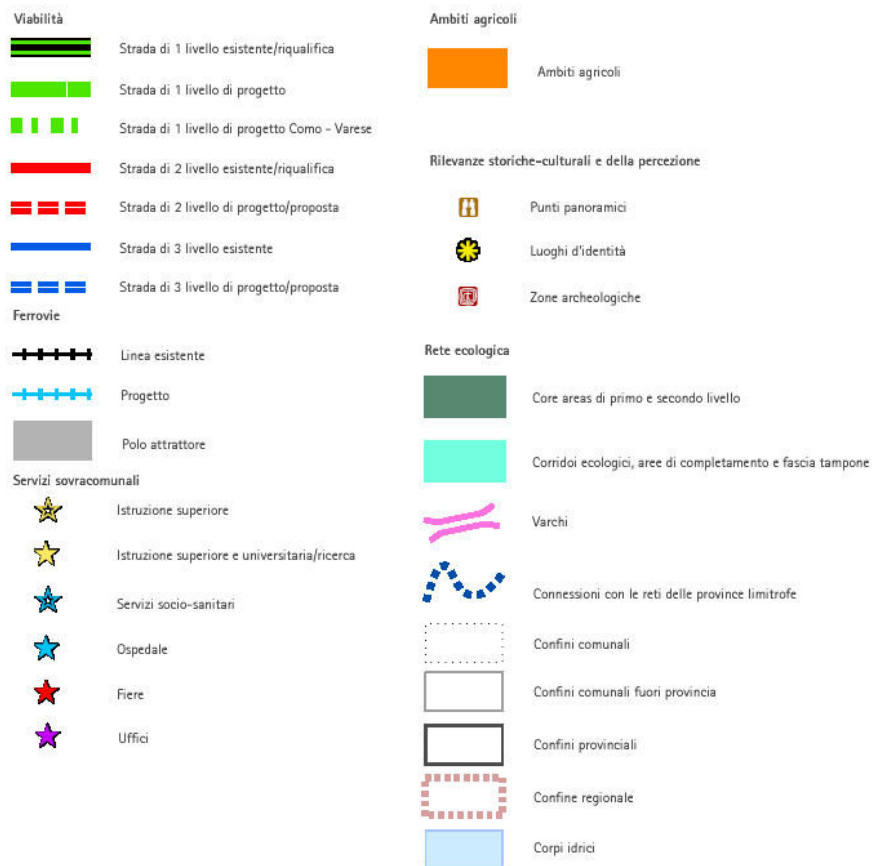 Viabilità
Strada di 1 livello esistente/riqualifica
Strada di 1 livello di progetto
Strada di 1 livello di progetto Como - Varese
Strada di 2 livello esistente/riqualifica
Strada di 2 livello di progetto/proposta
Strada di 3 livello esistente
Strada di 3 livello di progetto/proposta
Ferrovie
Linea esistente
Progetto
Polo attrattore
Servizi sovracomunali
Istruzione superiore
Istruzione superiore e universitaria/ricerca
Servizi socio-sanitari
Ospedale
Fiere
Uffici
Ambiti agricoli
Ambiti agricoli
Rilevanze storiche-culturali e della percezione
Punti panoramici
Luoghi d'identità
Zone archeologiche
Rete ecologica
Core areas di primo e secondo livello
Corridoi ecologici, aree di completamento e fascia tampone
Varchi
Connessioni con le reti delle province limitrofe
Confini comunali
Confini comunali fuori provincia
Confini provinciali
Confine regionale
Corpi idrici